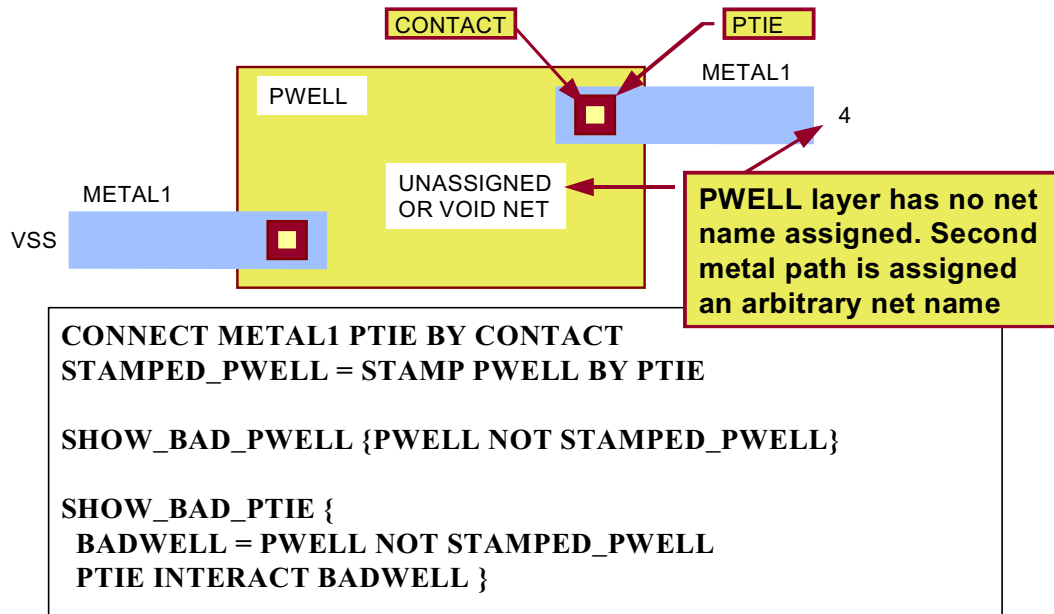 CONTACT
PTIE
METAL1
PWELL
4
UNASSIGNED
OR VOID NET
METAL1
VSS
PWELL layer has no net
name assigned. Second
metal path is assigned
an arbitrary net name
CONNECT METAL1 PTIE BY CONTACT
STAMPED_PWELL = STAMP PWELL BY PTIE
SHOW_BAD_PWELL {PWELL NOT STAMPED_PWELL}
SHOW_BAD_PTIE {
BADWELL = PWELL NOT STAMPED_PWELL
PTIE INTERACT BADWELL }